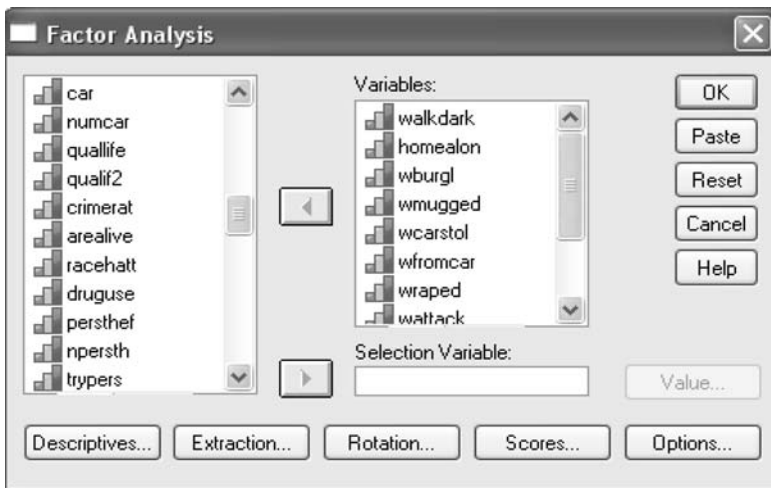 Factor Analysis
car
numcar
quallife
qualif2
crimerat
arealive
racehatt
druguse
persthef
npersth
trypers
Variables:
walkdark
homealon
wburgl
wmugged
wcarstol
wfromcar
wraped
wattack
Selection Variable:
OK
Paste
Reset
Cancel
Help
Value...
Descriptives...
Extraction...
Rotation...
Scores...
Options...